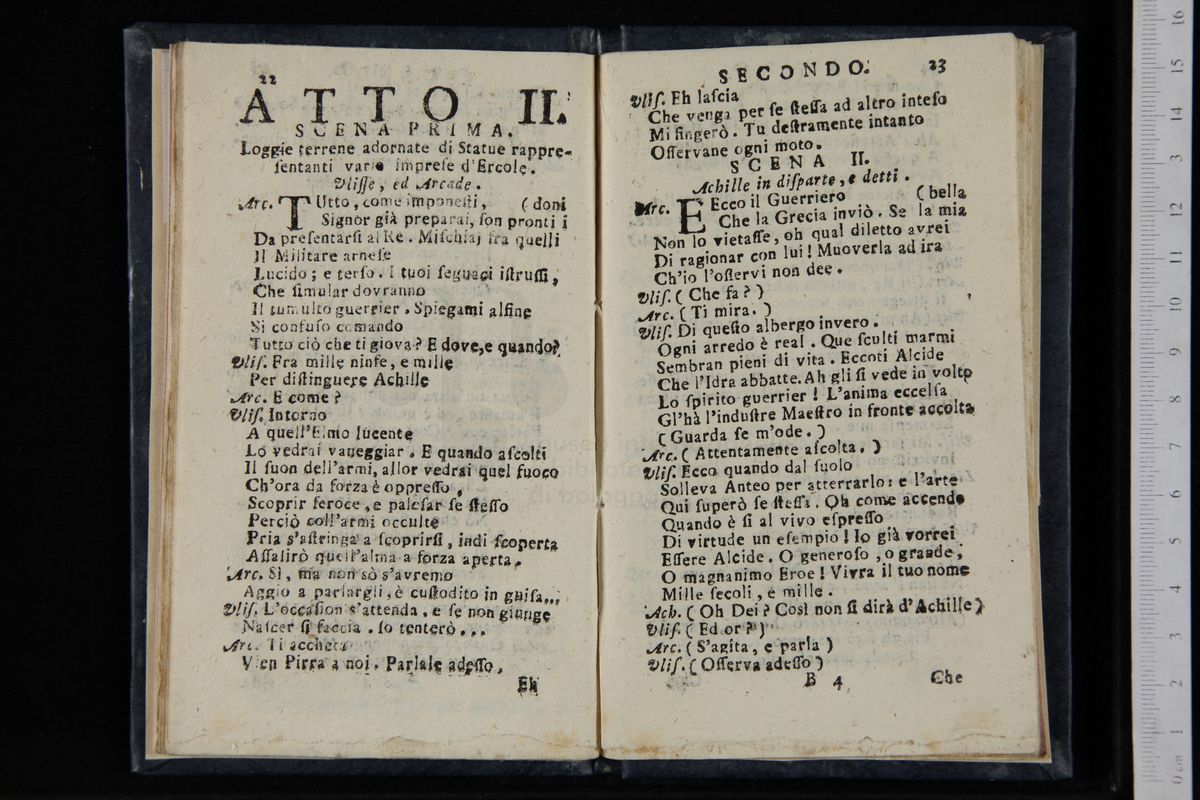 22
ATTO II.
SCENA PRIMA.
Loggie terrene adornate di Statue rappre-
sentanti varie imprese d'Ercole.
Vlisse, ed Arcade.
Arc. TUtto, come imponesti, ( doni
Signor già preparai, son pronti i
Da presentarsi al Re. Mischiaj fra quelli
Il Militare arnese
Lucido; e terso. I tuoi seguaci istrussi,
Che simular dovranno
Il tumulto guerrier. Spiegami alfine
Si confuso comando
Tutto ciò che ti giova? E dove, e quando?
Vlis. Fra mille ninfe, e mille
Per distinguere Achille
Arc. E come?
Vlis. Intorno
A quell'Elmo lucente
Lo vedrai vaneggiar. E quando ascolti
Il suon dell'armi, allor vedrai quel fuoco
Ch'ora da forza è oppresso,
Scoprir feroce, e palesar se stesso
Perciò coll'armi occulte
Pria s'astringa a scoprirsi, indi scoperta
Assalirò quell'alma a forza aperta.
Arc. Si, ma non sò s'avremo
Aggio a parlargli, è custodito in guisa...
Vlis. L'occasion s'attenda, e se non giunge
Nascer si faccia. Io tenterò...
Arc. Ti accheta
Vien Pirra a noi. Parlale adesso.
Eh
SECONDO. 23
Vlis. Eh lascia
Che venga per se stessa ad altro inteso
Mi fingerò. Tu destramente intanto
Osservane ogni moto.
SCENA II.
Achille in disparte, e detti.
Arc. EEcco il Guerriero ( bella
Che la Grecia inviò. Se la mia
Non lo vietasse, oh qual diletto avrei
Di ragionar con lui! Muoverla ad ira
Ch'io l'osservi non dee.
Vlis. ( Che fa? )
Arc. ( Ti mira. )
Vlis. Di questo albergo invero.
Ogni arredo è real. Que sculti marmi
Sembran pieni di vita. Eccoti Alcide
Che l'Idra abbatte. Ah gli si vede in volto
Lo spirito guerrier! L'anima eccelsa
Gl'hà l'industre Maestro in fronte accolta
( Guarda se m'ode. )
Arc. ( Attentamente ascolta. )
Vlis. Ecco quando dal suolo
Solleva Anteo per atterrarlo: e l'arte
Qui superò se stessa. Oh come accende
Quando è sì al vivo espresso
Di virtude un esempio! Io già vorrei
Essere Alcide. O generoso, o grande,
O magnanimo Eroe! Vivra il tuo nome
Mille secoli, e mille.
Ach. ( Oh Dei? Così non si dirà d'Achille )
Vlis. ( Ed or? )
Arc. ( S'agita, e parla )
Vlis. ( Osserva adesso )
B 4 Che